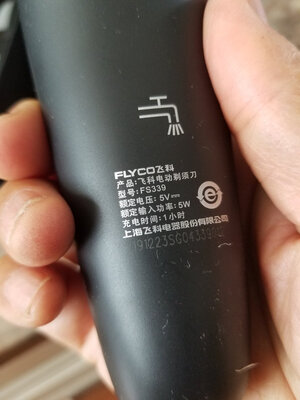 FLYCO飞科
产品:飞科电动剃须刀
型号:FS339
额定电压:5V⎓
额定输入功率:5W
充电时间:1小时
上海飞科电器股份有限公司